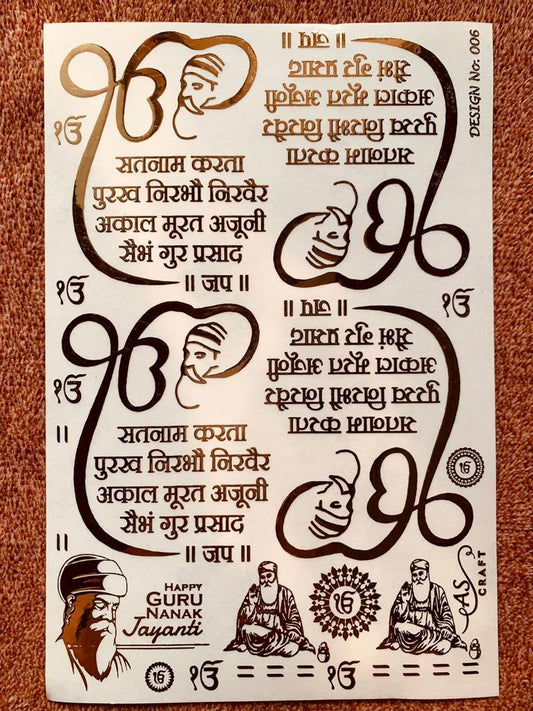 ੴ
सतनाम करता
पुरख निरभौ निरवैर
अकाल मूरत अजूनी
सैभं गुर प्रसाद
॥ जप ॥
ੴ
सतनाम करता
पुरख निरभौ निरवैर
अकाल मूरत अजूनी
सैभं गुर प्रसाद
॥ जप ॥
DESIGN No: 006
ੴ
ੴ
ੴ
ੴ
ੴ
सतनाम करता
पुरख निरभौ निरवैर
अकाल मूरत अजूनी
सैभं गुर प्रसाद
॥ जप ॥
ੴ
सतनाम करता
पुरख निरभौ निरवैर
अकाल मूरत अजूनी
सैभं गुर प्रसाद
॥ जप ॥
॥
॥
ੴ
AS
CRAFT
HAPPY
GURU
NANAK
Jayanti
ੴ
ੴ
ੴ = = = =
ੴ = = = =